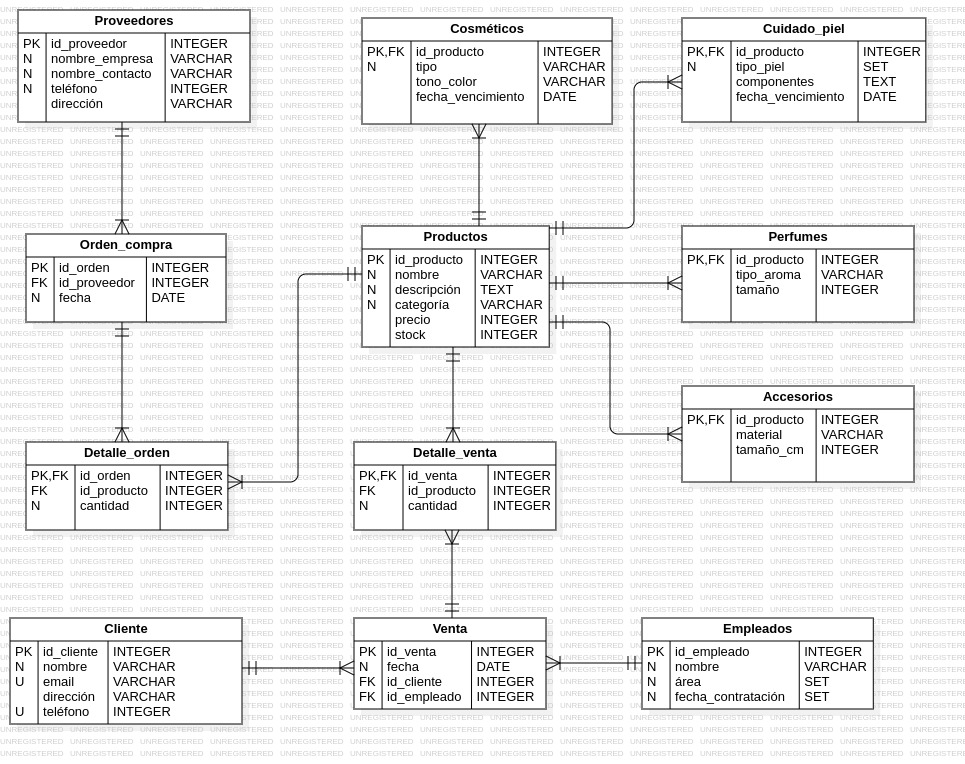 Proveedores
PK id_proveedor INTEGER
N nombre_empresa VARCHAR
N nombre_contacto VARCHAR
N teléfono INTEGER
dirección VARCHAR
Cosméticos
PK,FK id_producto INTEGER
N tipo VARCHAR
tono_color VARCHAR
fecha_vencimiento DATE
Cuidado_piel
PK,FK id_producto INTEGER
N tipo_piel SET
componentes TEXT
fecha_vencimiento DATE
Orden_compra
PK id_orden INTEGER
FK id_proveedor INTEGER
N fecha DATE
Productos
PK id_producto INTEGER
N nombre VARCHAR
N descripción TEXT
N categoría VARCHAR
precio INTEGER
stock INTEGER
Perfumes
PK,FK id_producto INTEGER
tipo_aroma VARCHAR
tamaño INTEGER
Accesorios
PK,FK id_producto INTEGER
material VARCHAR
tamaño_cm INTEGER
Detalle_orden
PK,FK id_orden INTEGER
FK id_producto INTEGER
N cantidad INTEGER
Detalle_venta
PK,FK id_venta INTEGER
FK id_producto INTEGER
N cantidad INTEGER
Cliente
PK id_cliente INTEGER
N nombre VARCHAR
U email VARCHAR
dirección VARCHAR
U teléfono INTEGER
Venta
PK id_venta INTEGER
N fecha DATE
FK id_cliente INTEGER
FK id_empleado INTEGER
Empleados
PK id_empleado INTEGER
N nombre VARCHAR
N área SET
N fecha_contratación SET
UNREGISTERED